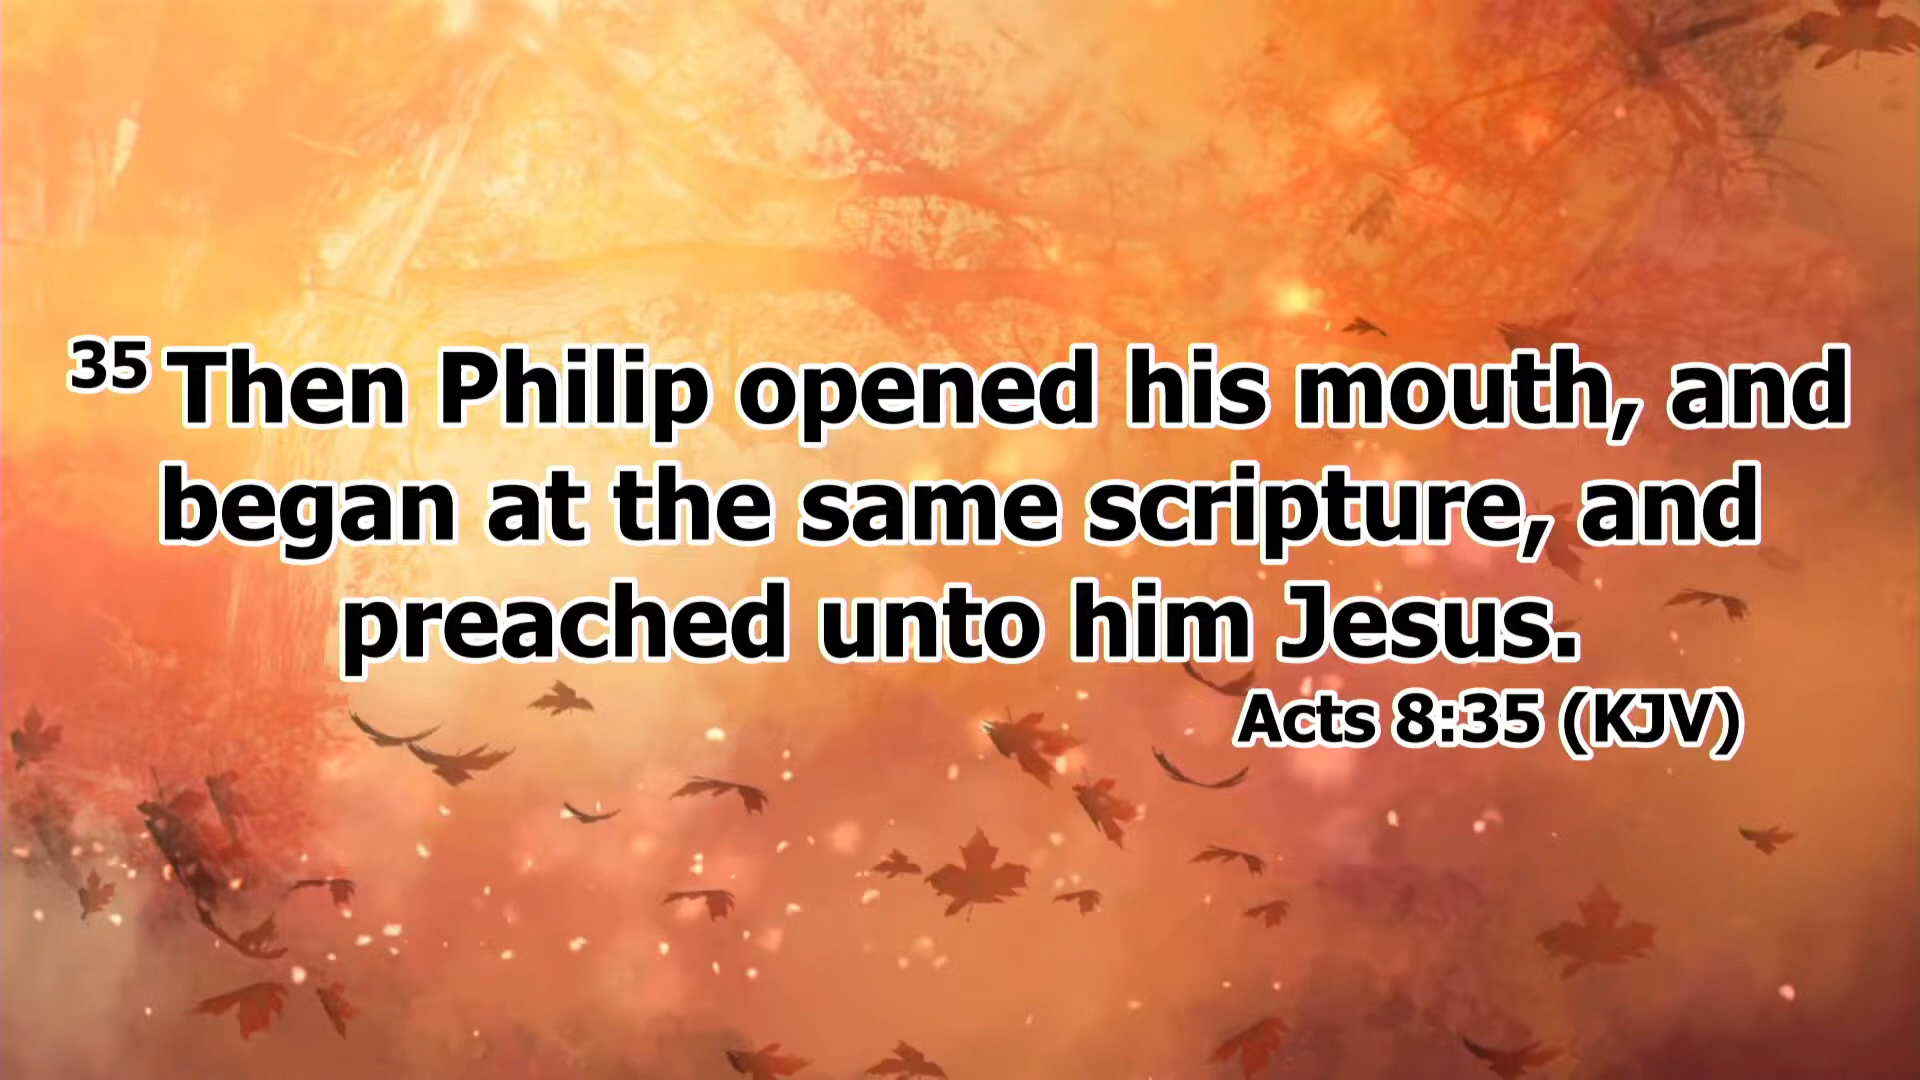 35 Then Philip opened his mouth, and
began at the same scripture, and
preached unto him Jesus.
Acts 8:35 (KJV)